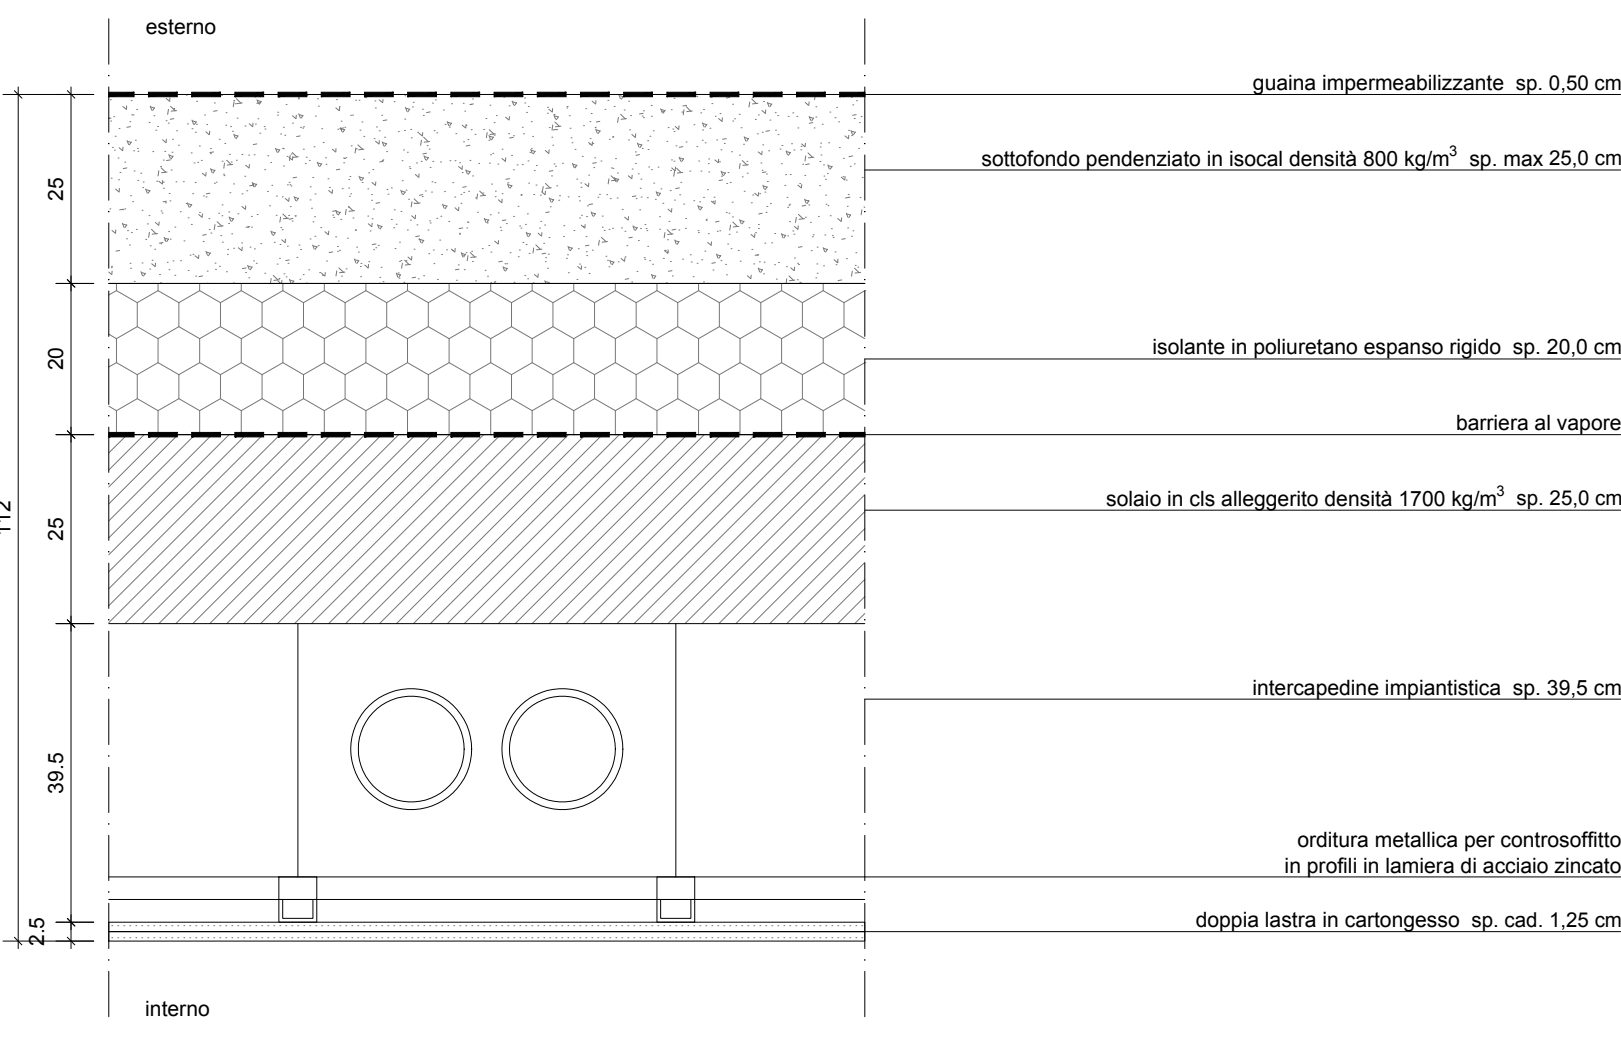 esterno
guaina impermeabilizzante sp. 0,50 cm
sottofondo pendenziato in isocal densità 800 kg/m³ sp. max 25,0 cm
25
isolante in poliuretano espanso rigido sp. 20,0 cm
20
barriera al vapore
solaio in cls alleggerito densità 1700 kg/m³ sp. 25,0 cm
112
25
intercapedine impiantistica sp. 39,5 cm
39.5
orditura metallica per controsoffitto
in profili in lamiera di acciaio zincato
doppia lastra in cartongesso sp. cad. 1,25 cm
2.5
interno